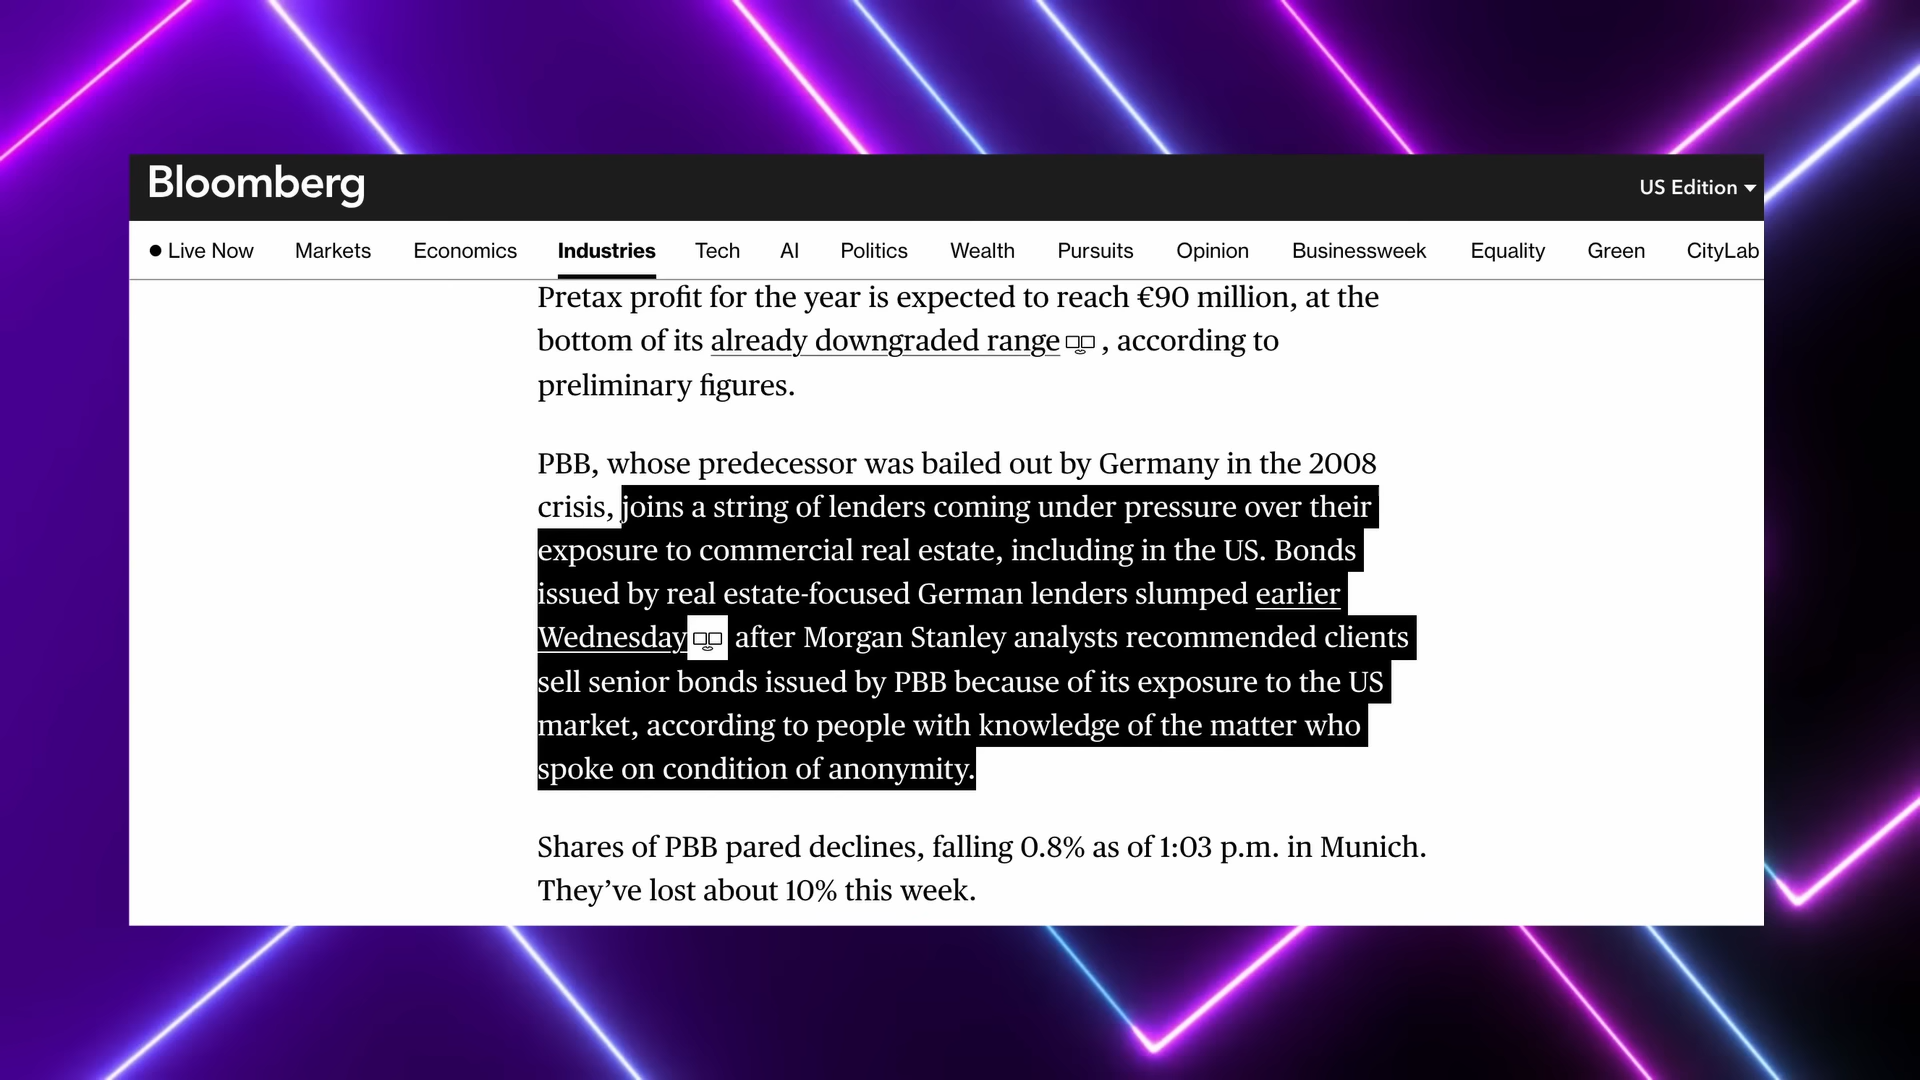 Bloomberg
US Edition
Live Now Markets Economics Industries Tech AI Politics Wealth Pursuits Opinion Businessweek Equality Green CityLab
Pretax profit for the year is expected to reach €90 million, at the
bottom of its already downgraded range , according to
preliminary figures.
PBB, whose predecessor was bailed out by Germany in the 2008
crisis, joins a string of lenders coming under pressure over their
exposure to commercial real estate, including in the US. Bonds
issued by real estate-focused German lenders slumped earlier
Wednesday after Morgan Stanley analysts recommended clients
sell senior bonds issued by PBB because of its exposure to the US
market, according to people with knowledge of the matter who
spoke on condition of anonymity.
Shares of PBB pared declines, falling 0.8% as of 1:03 p.m. in Munich.
They’ve lost about 10% this week.